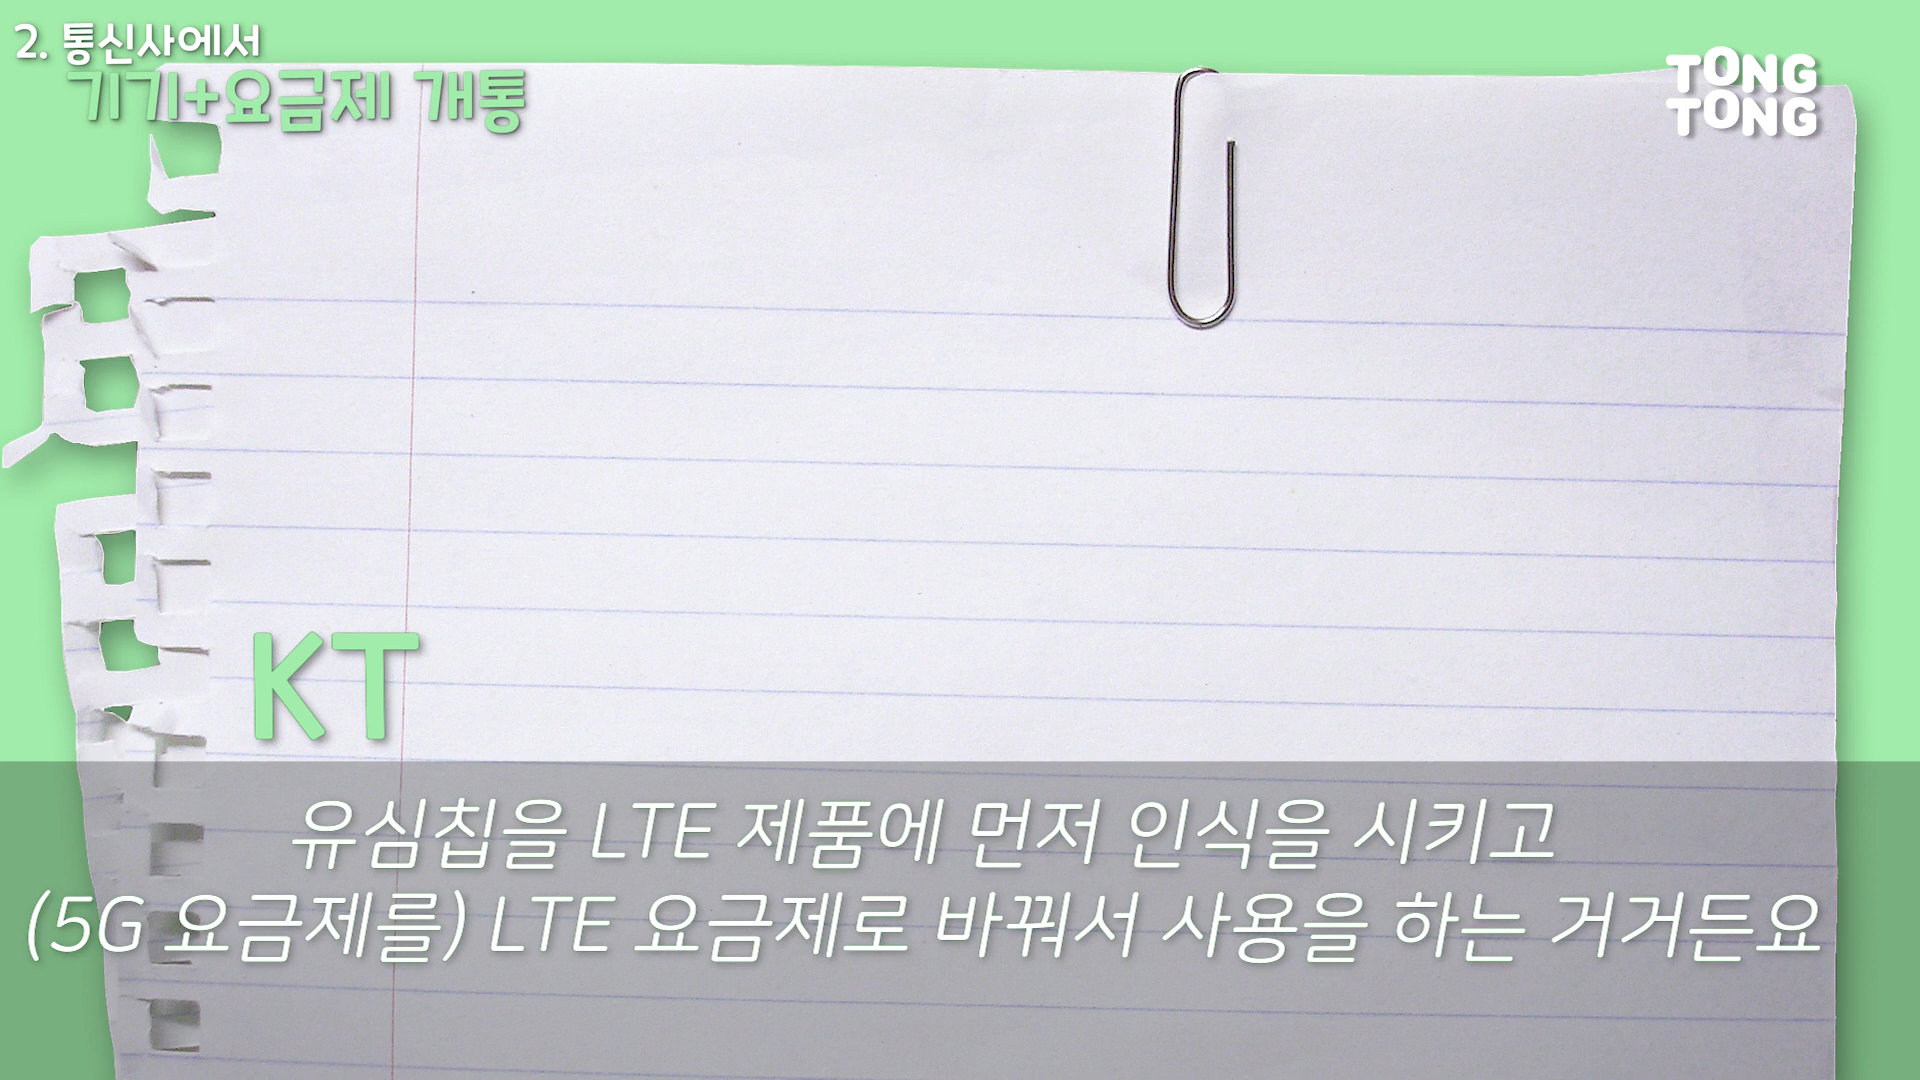 2. 통신사에서
기기+요금제 개통
TONG
TONG
KT
유심칩을 LTE 제품에 먼저 인식을 시키고
(5G 요금제를) LTE 요금제로 바꿔서 사용을 하는 거거든요